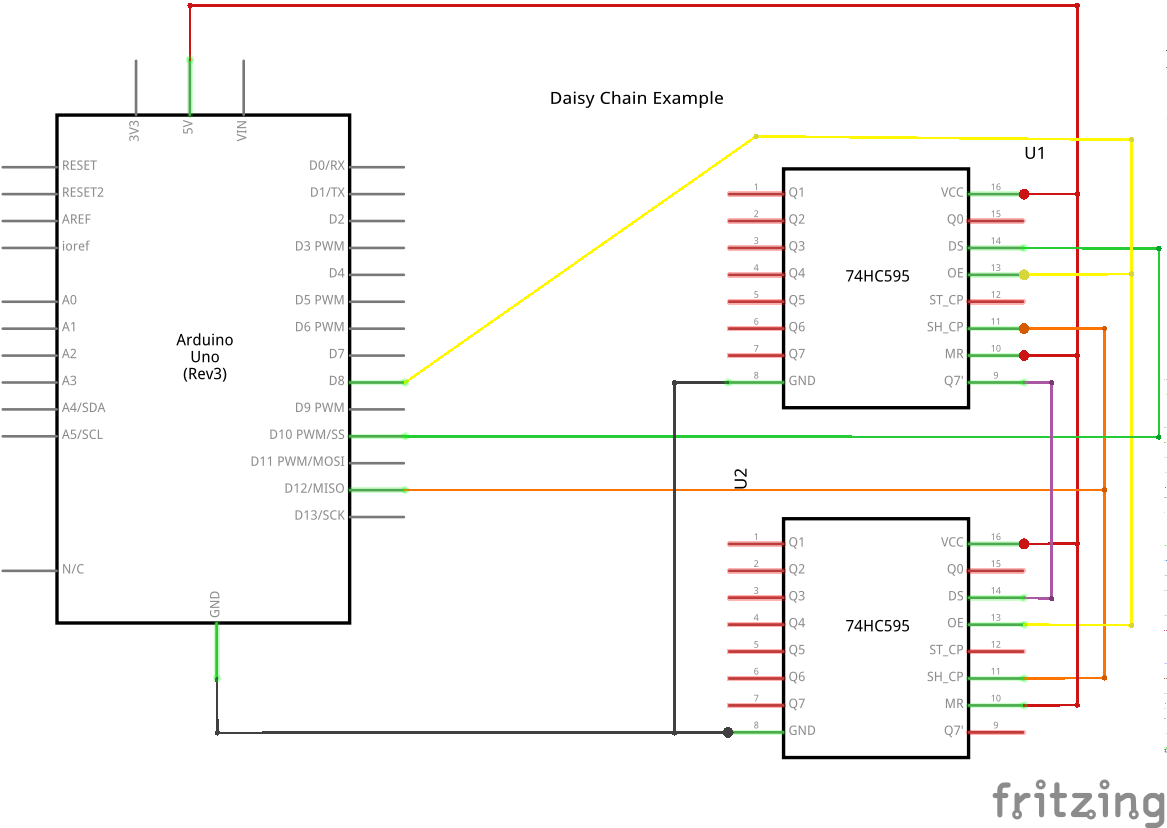 3V3
5V
VIN
Daisy Chain Example
RESET
RESET2
AREF
ioref
A0
A1
A2
A3
A4/SDA
A5/SCL
N/C
Arduino
Uno
(Rev3)
D0/RX
D1/TX
D2
D3 PWM
D4
D5 PWM
D6 PWM
D7
D8
D9 PWM
D10 PWM/SS
D11 PWM/MOSI
D12/MISO
D13/SCK
GND
U1
1 Q1
2 Q2
3 Q3
4 Q4
5 Q5
6 Q6
7 Q7
8 GND
74HC595
VCC 16
Q0 15
DS 14
OE 13
ST_CP 12
SH_CP 11
MR 10
Q7' 9
U2
1 Q1
2 Q2
3 Q3
4 Q4
5 Q5
6 Q6
7 Q7
8 GND
74HC595
VCC 16
Q0 15
DS 14
OE 13
ST_CP 12
SH_CP 11
MR 10
Q7' 9
fritzing